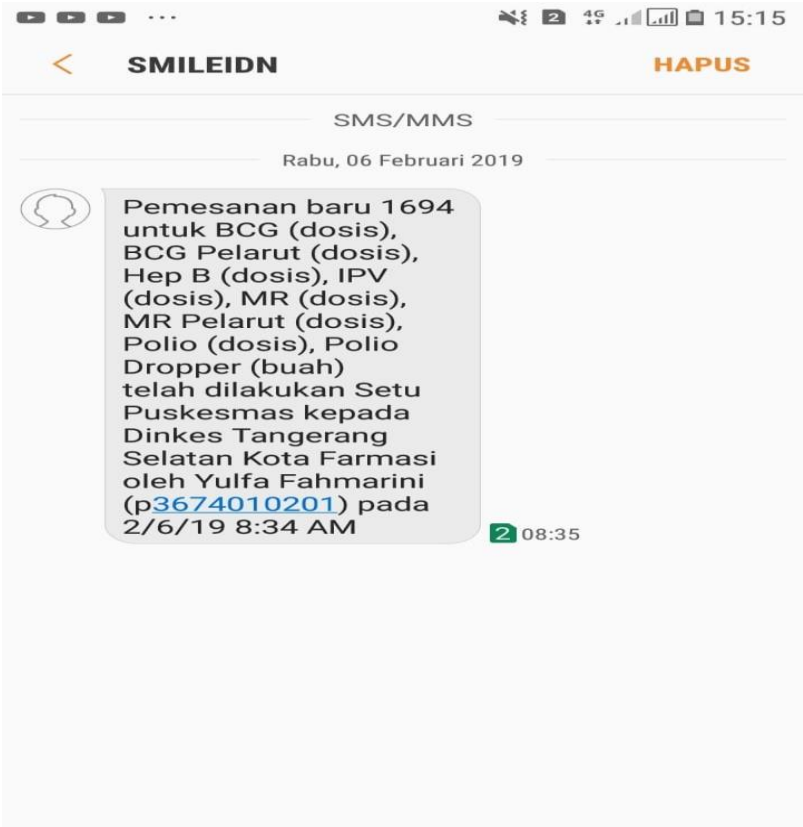 ... 2 4G 15:15
< SMILEIDN HAPUS
SMS/MMS
Rabu, 06 Februari 2019
Pemesanan baru 1694
untuk BCG (dosis),
BCG Pelarut (dosis),
Hep B (dosis), IPV
(dosis), MR (dosis),
MR Pelarut (dosis),
Polio (dosis), Polio
Dropper (buah)
telah dilakukan Setu
Puskesmas kepada
Dinkes Tangerang
Selatan Kota Farmasi
oleh Yulfa Fahmarini
(p3674010201) pada
2/6/19 8:34 AM
2 08:35